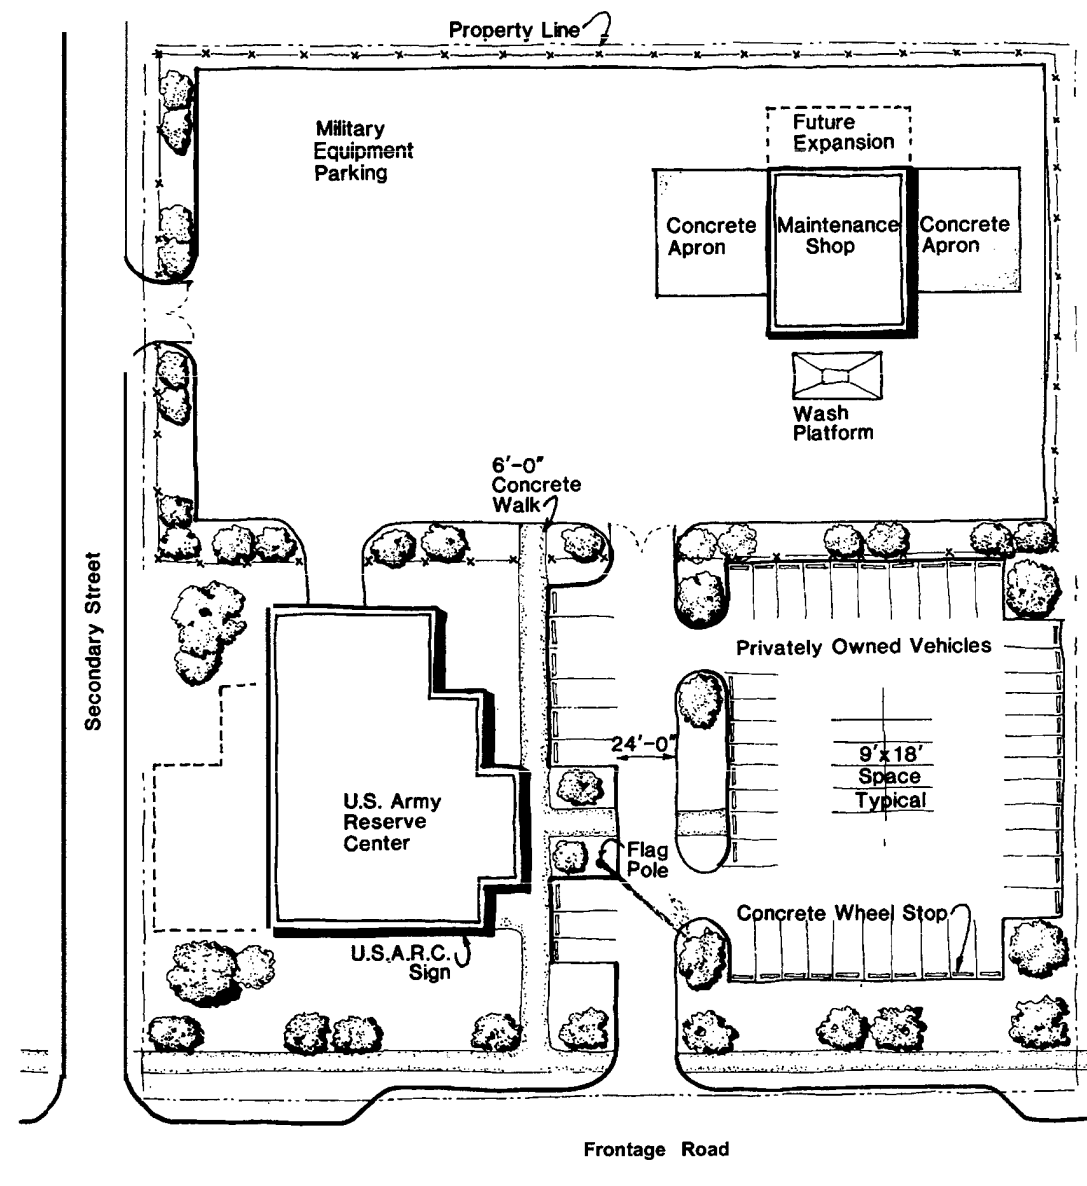 Property Line
Military
Equipment
Parking
Future
Expansion
Concrete
Apron
Maintenance
Shop
Concrete
Apron
Wash
Platform
6'-0"
Concrete
Walk
Secondary Street
Privately Owned Vehicles
24'-0"
9'x18'
Space
Typical
U.S. Army
Reserve
Center
Flag
Pole
Concrete Wheel Stop
U.S.A.R.C.
Sign
Frontage Road